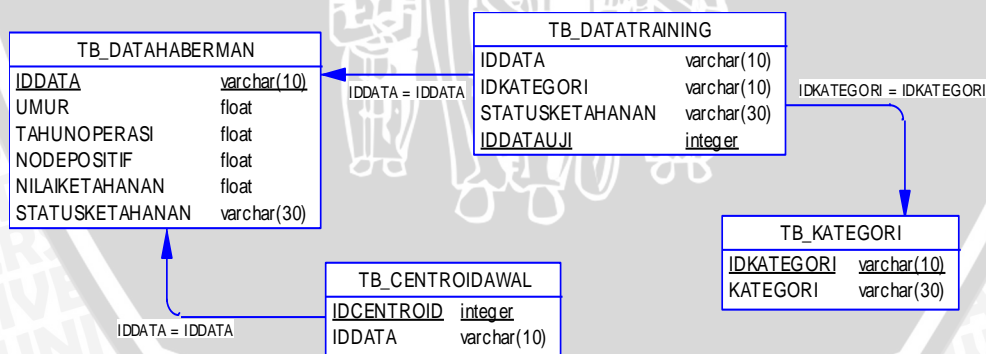 TB_DATAHABERMAN
IDDATA varchar(10)
UMUR float
TAHUNOPERASI float
NODEPOSITIF float
NILAIKETAHANAN float
STATUSKETAHANAN varchar(30)
IDDATA = IDDATA
TB_DATATRAINING
IDDATA varchar(10)
IDKATEGORI varchar(10)
STATUSKETAHANAN varchar(30)
IDDATAUJI integer
IDKATEGORI = IDKATEGORI
TB_KATEGORI
IDKATEGORI varchar(10)
KATEGORI varchar(30)
TB_CENTROIDAWAL
IDCENTROID integer
IDDATA varchar(10)
IDDATA = IDDATA